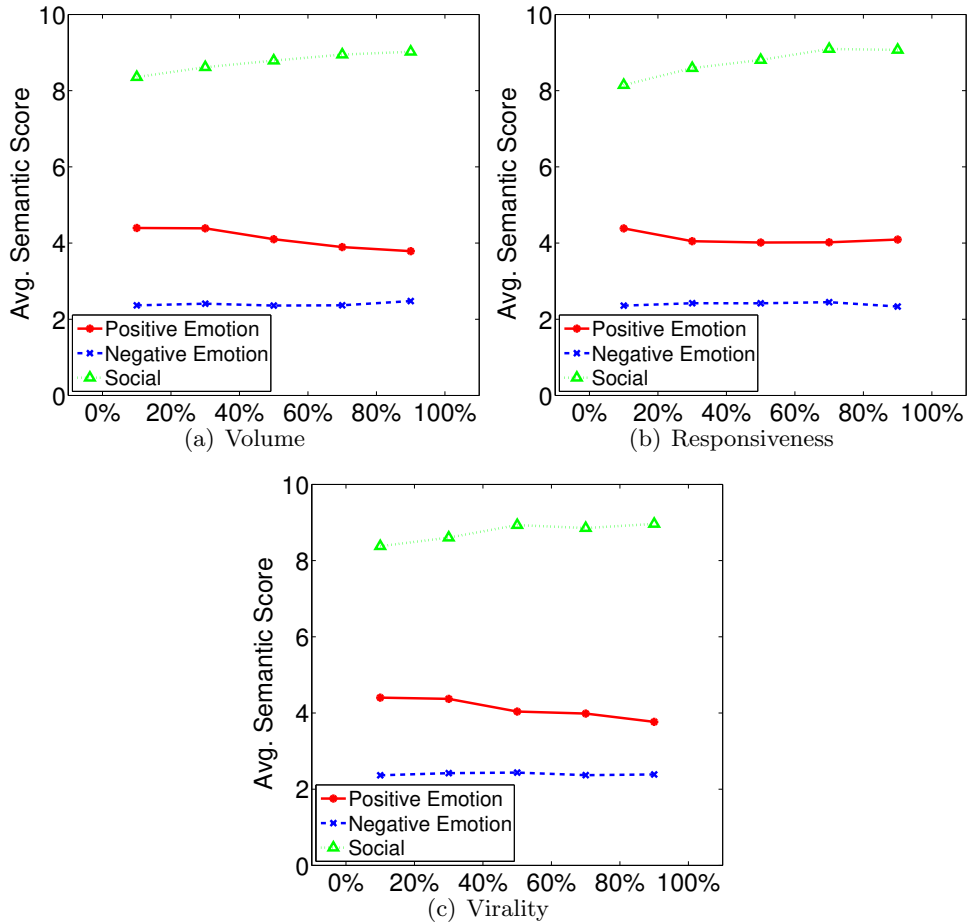 10
8
6
4
2
0
Avg. Semantic Score
Positive Emotion
Negative Emotion
Social
0% 20% 40% 60% 80% 100%
(a) Volume
10
8
6
4
2
0
Avg. Semantic Score
Positive Emotion
Negative Emotion
Social
0% 20% 40% 60% 80% 100%
(b) Responsiveness
10
8
6
4
2
0
Avg. Semantic Score
Positive Emotion
Negative Emotion
Social
0% 20% 40% 60% 80% 100%
(c) Virality